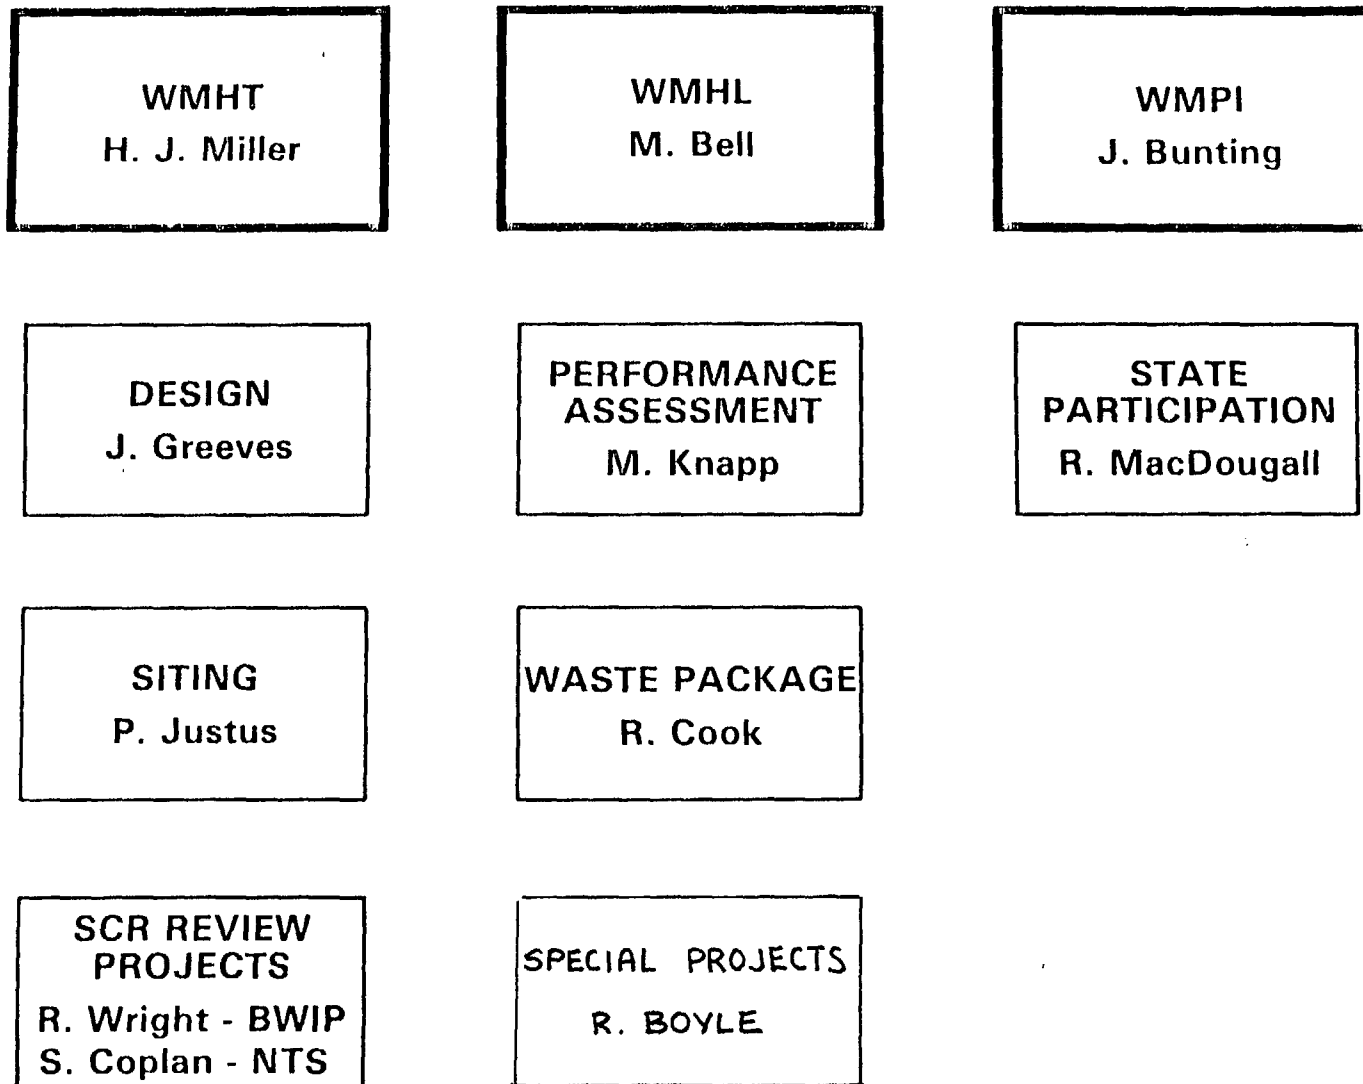 WMHT
H. J. Miller
WMHL
M. Bell
WMPI
J. Bunting
DESIGN
J. Greeves
PERFORMANCE
ASSESSMENT
M. Knapp
STATE
PARTICIPATION
R. MacDougall
SITING
P. Justus
WASTE PACKAGE
R. Cook
SCR REVIEW
PROJECTS
R. Wright - BWIP
S. Coplan - NTS
SPECIAL PROJECTS
R. BOYLE